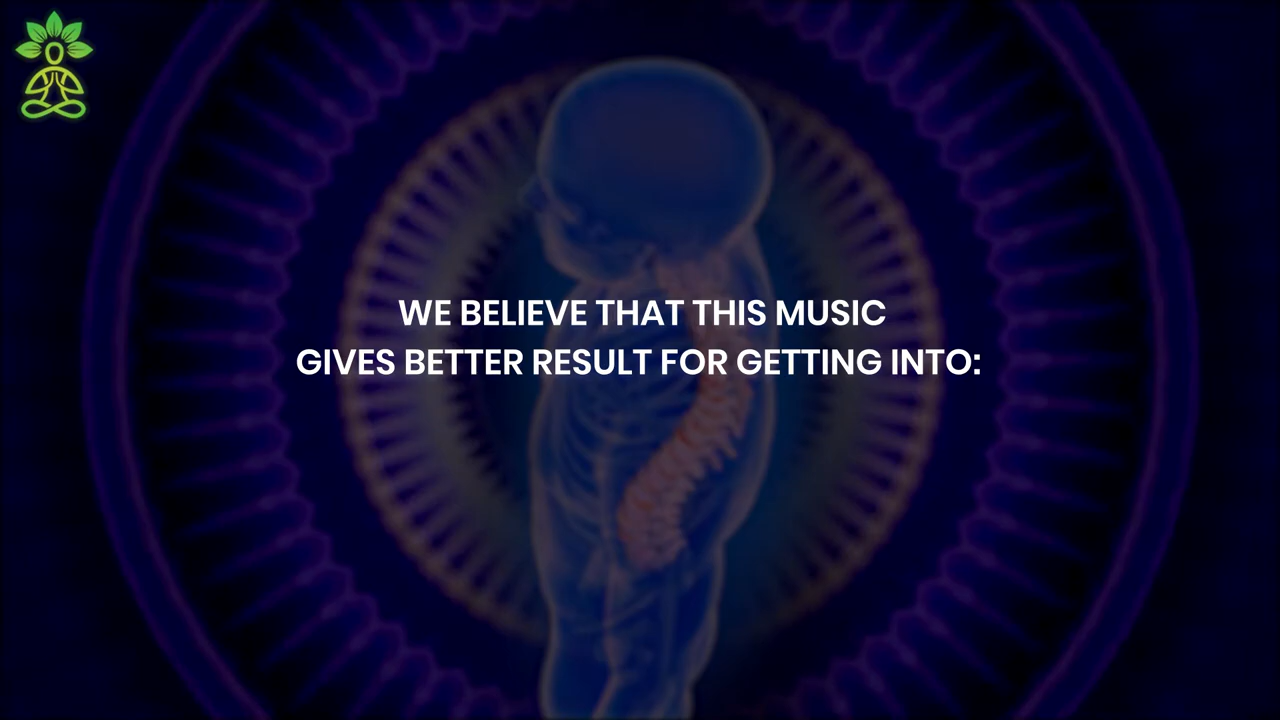 WE BELIEVE THAT THIS MUSIC
GIVES BETTER RESULT FOR GETTING INTO: